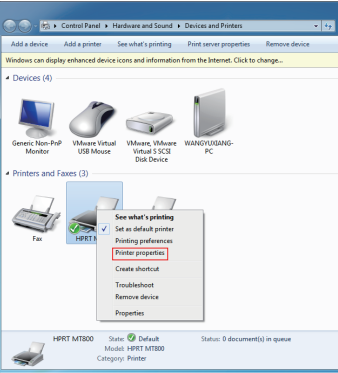 Control Panel ▸ Hardware and Sound ▸ Devices and Printers
Add a device Add a printer See what's printing Print server properties Remove device
Windows can display enhanced device icons and information from the Internet. Click to change...
Devices (4)
Generic Non-PnP Monitor
VMware Virtual USB Mouse
VMware, VMware Virtual S SCSI Disk Device
WANGYUXIANG-PC
Printers and Faxes (3)
Fax
HPRT M
See what's printing
Set as default printer
Printing preferences
Printer properties
Create shortcut
Troubleshoot
Remove device
Properties
HPRT MT800 State: Default Status: 0 document(s) in queue
Model: HPRT MT800
Category: Printer